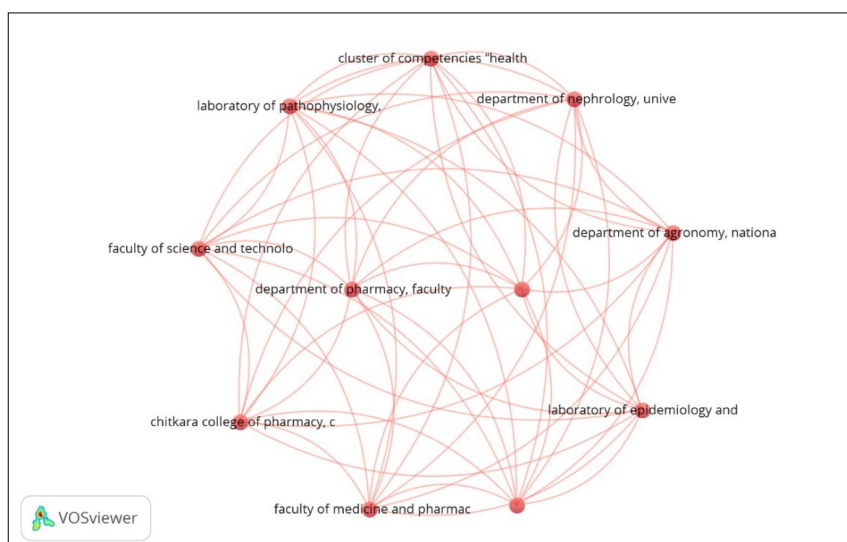 cluster of competencies “health
department of nephrology, unive
laboratory of pathophysiology,
department of agronomy, nationa
faculty of science and technolo
department of pharmacy, faculty
laboratory of epidemiology and
chitkara college of pharmacy, c
faculty of medicine and pharmac
VOSviewer